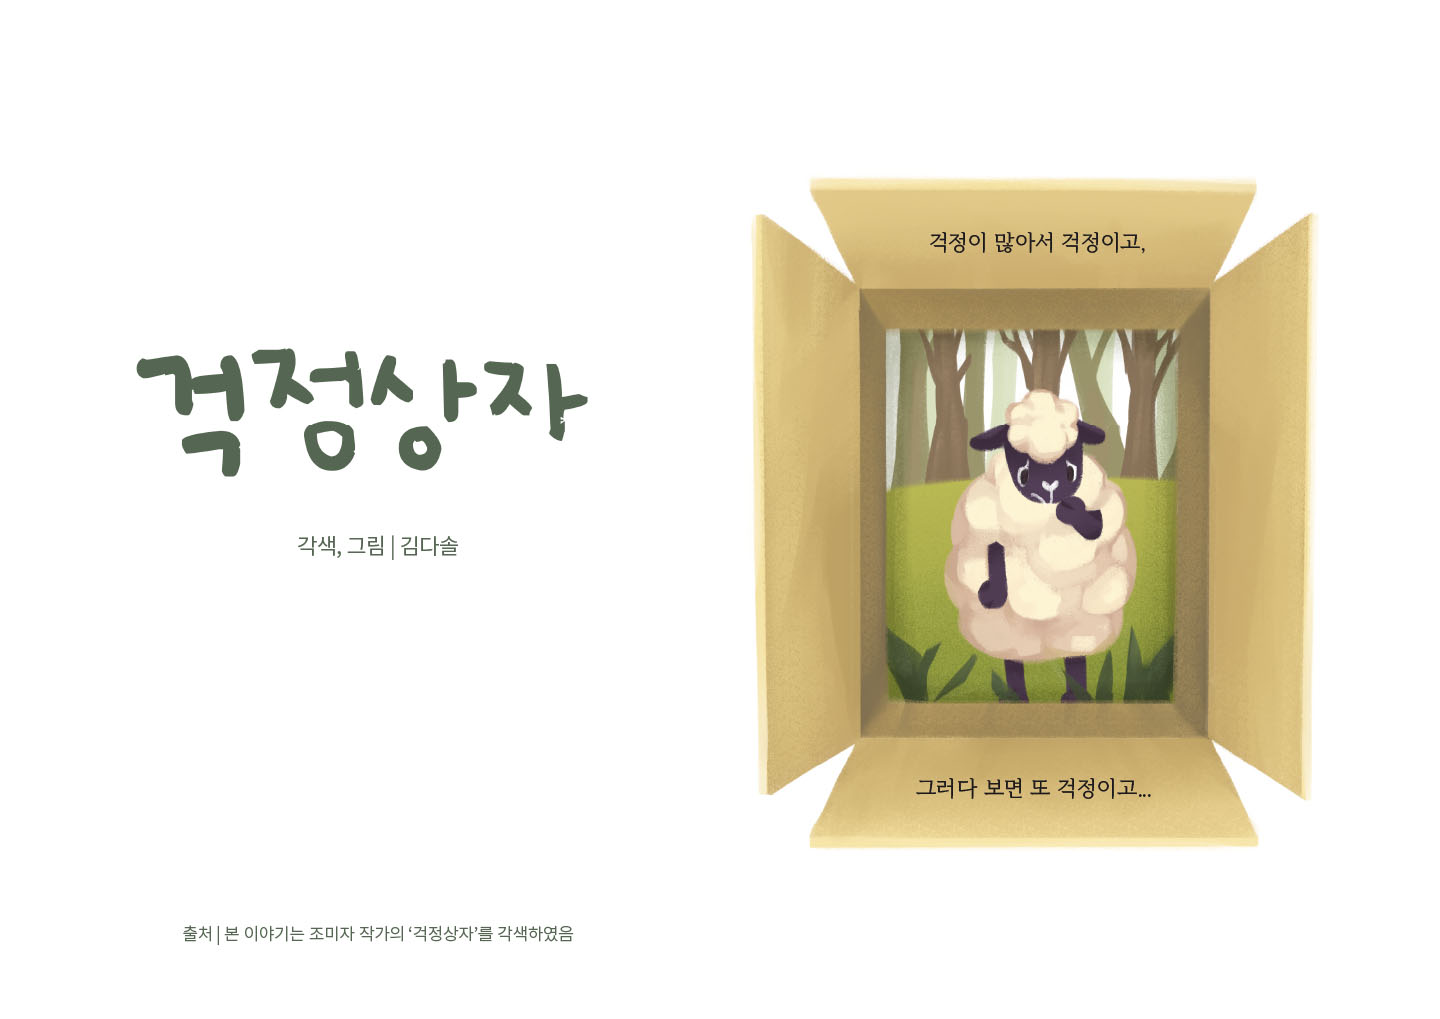 걱정상자
각색, 그림 | 김다솔
출처 | 본 이야기는 조미자 작가의 ‘걱정상자’를 각색하였음
걱정이 많아서 걱정이고,
그러다 보면 또 걱정이고...